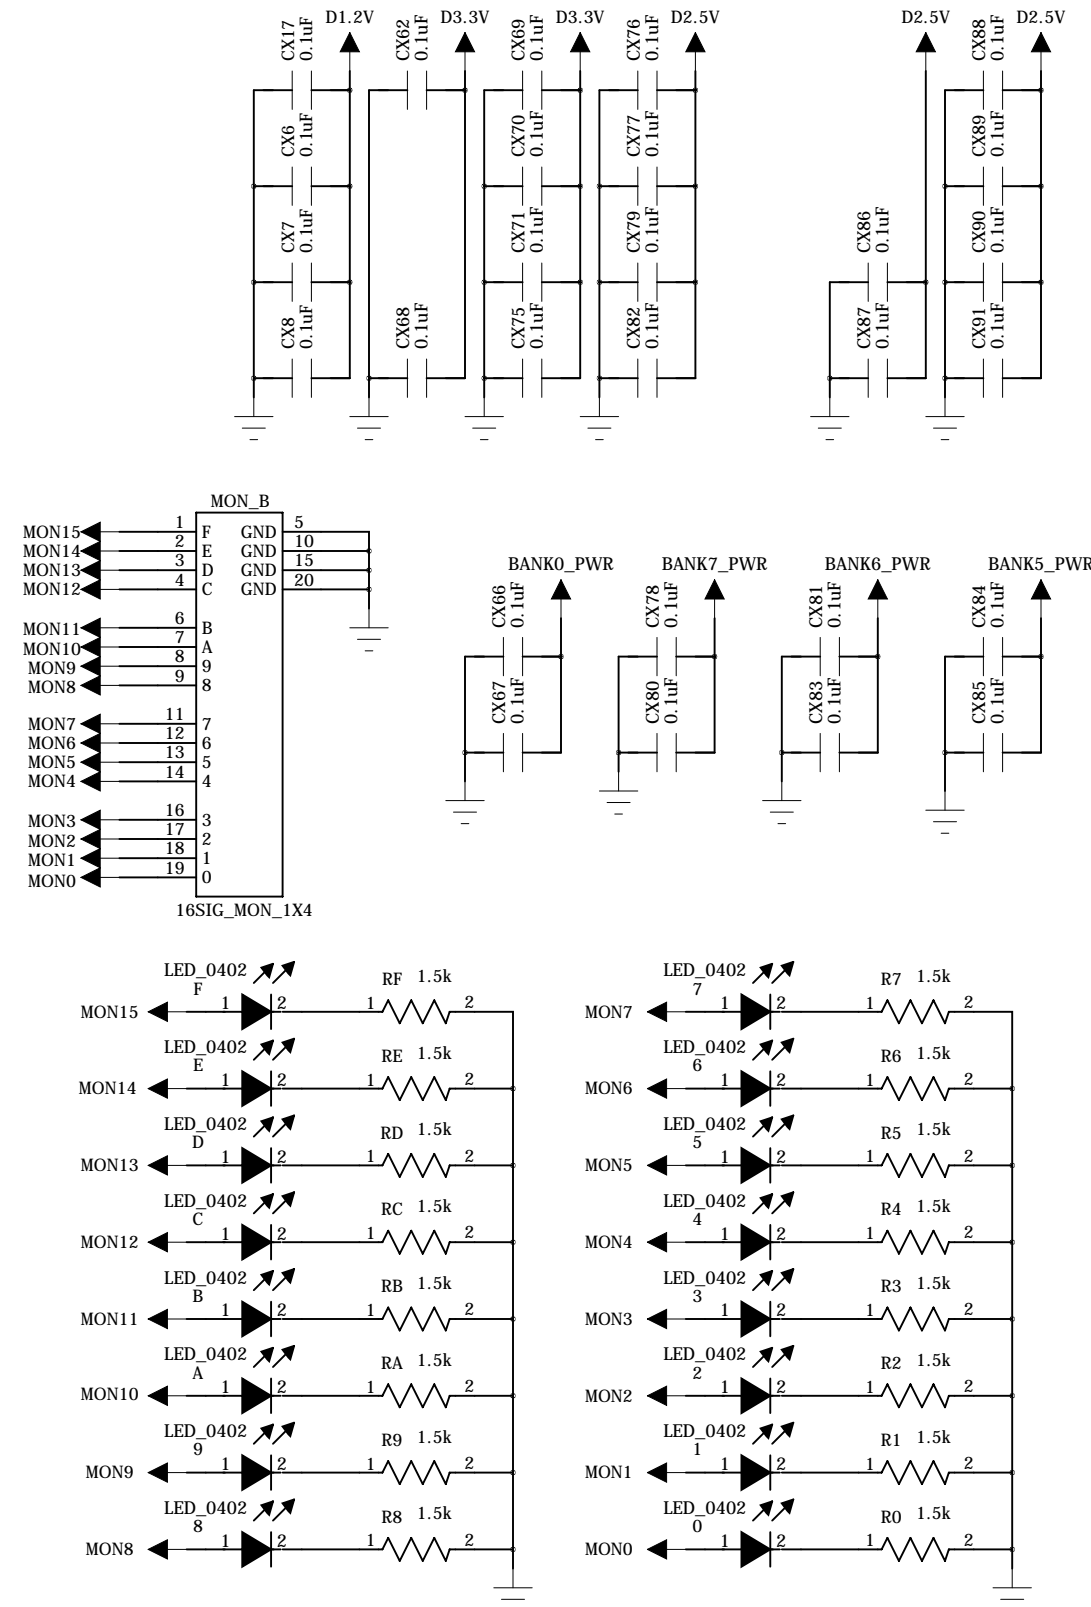 D1.2V D3.3V D3.3V D2.5V D2.5V D2.5V
CX17 0.1uF CX62 0.1uF CX69 0.1uF CX76 0.1uF CX88 0.1uF
CX6 0.1uF CX70 0.1uF CX77 0.1uF CX89 0.1uF
CX7 0.1uF CX71 0.1uF CX79 0.1uF CX86 0.1uF CX90 0.1uF
CX8 0.1uF CX68 0.1uF CX75 0.1uF CX82 0.1uF CX87 0.1uF CX91 0.1uF
MON_B
MON15 1 F GND 5
MON14 2 E GND 10
MON13 3 D GND 15
MON12 4 C GND 20
MON11 6 B
MON10 7 A
MON9 8 9
MON8 9 8
MON7 11 7
MON6 12 6
MON5 13 5
MON4 14 4
MON3 16 3
MON2 17 2
MON1 18 1
MON0 19 0
16SIG_MON_1X4
BANK0_PWR BANK7_PWR BANK6_PWR BANK5_PWR
CX66 0.1uF CX78 0.1uF CX81 0.1uF CX84 0.1uF
CX67 0.1uF CX80 0.1uF CX83 0.1uF CX85 0.1uF
LED_0402 RF 1.5k
F
MON15 1 2 1 2
LED_0402 RE 1.5k
E
MON14 1 2 1 2
LED_0402 RD 1.5k
D
MON13 1 2 1 2
LED_0402 RC 1.5k
C
MON12 1 2 1 2
LED_0402 RB 1.5k
B
MON11 1 2 1 2
LED_0402 RA 1.5k
A
MON10 1 2 1 2
LED_0402 R9 1.5k
9
MON9 1 2 1 2
LED_0402 R8 1.5k
8
MON8 1 2 1 2
LED_0402 R7 1.5k
7
MON7 1 2 1 2
LED_0402 R6 1.5k
6
MON6 1 2 1 2
LED_0402 R5 1.5k
5
MON5 1 2 1 2
LED_0402 R4 1.5k
4
MON4 1 2 1 2
LED_0402 R3 1.5k
3
MON3 1 2 1 2
LED_0402 R2 1.5k
2
MON2 1 2 1 2
LED_0402 R1 1.5k
1
MON1 1 2 1 2
LED_0402 R0 1.5k
0
MON0 1 2 1 2